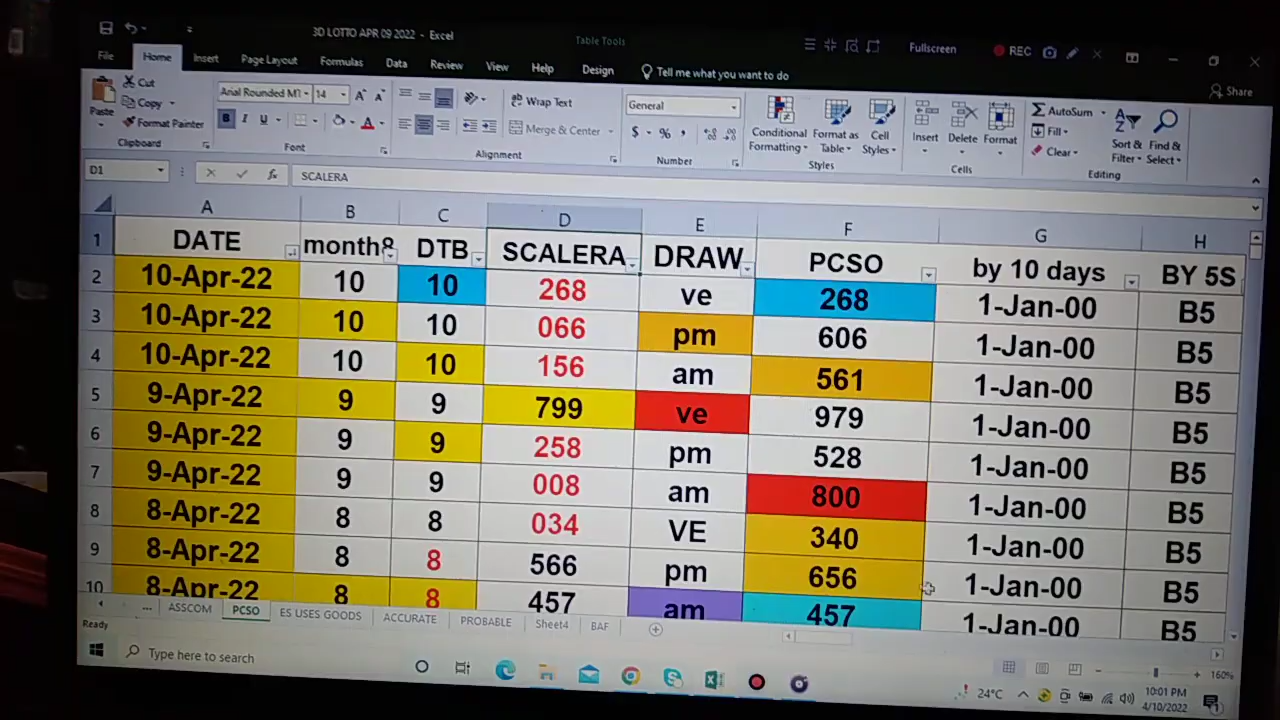 3D LOTTO APR 09 2022 - Excel
Table Tools
Fullscreen
REC
File Home Insert Page Layout Formulas Data Review View Help Design Tell me what you want to do
Share
Paste
Cut
Copy
Format Painter
Clipboard
Arial Rounded MT 14
B I U
Font
Wrap Text
Merge & Center
Alignment
General
$ % ,
Number
Conditional Formatting
Format as Table
Cell Styles
Styles
Insert Delete Format
Cells
AutoSum
Fill
Clear
Sort & Filter
Find & Select
Editing
D1 fx SCALERA
A B C D E F G H
1 DATE month8 DTB SCALERA DRAW PCSO by 10 days BY 5S
2 10-Apr-22 10 10 268 ve 268 1-Jan-00 B5
3 10-Apr-22 10 10 066 pm 606 1-Jan-00 B5
4 10-Apr-22 10 10 156 am 561 1-Jan-00 B5
5 9-Apr-22 9 9 799 ve 979 1-Jan-00 B5
6 9-Apr-22 9 9 258 pm 528 1-Jan-00 B5
7 9-Apr-22 9 9 008 am 800 1-Jan-00 B5
8 8-Apr-22 8 8 034 VE 340 1-Jan-00 B5
9 8-Apr-22 8 8 566 pm 656 1-Jan-00 B5
10 8-Apr-22 8 8 457 am 457 1-Jan-00 B5
... ASSCOM PCSO ES USES GOODS ACCURATE PROBABLE Sheet4 BAF
Ready
160%
Type here to search
24°C
10:01 PM
4/10/2022